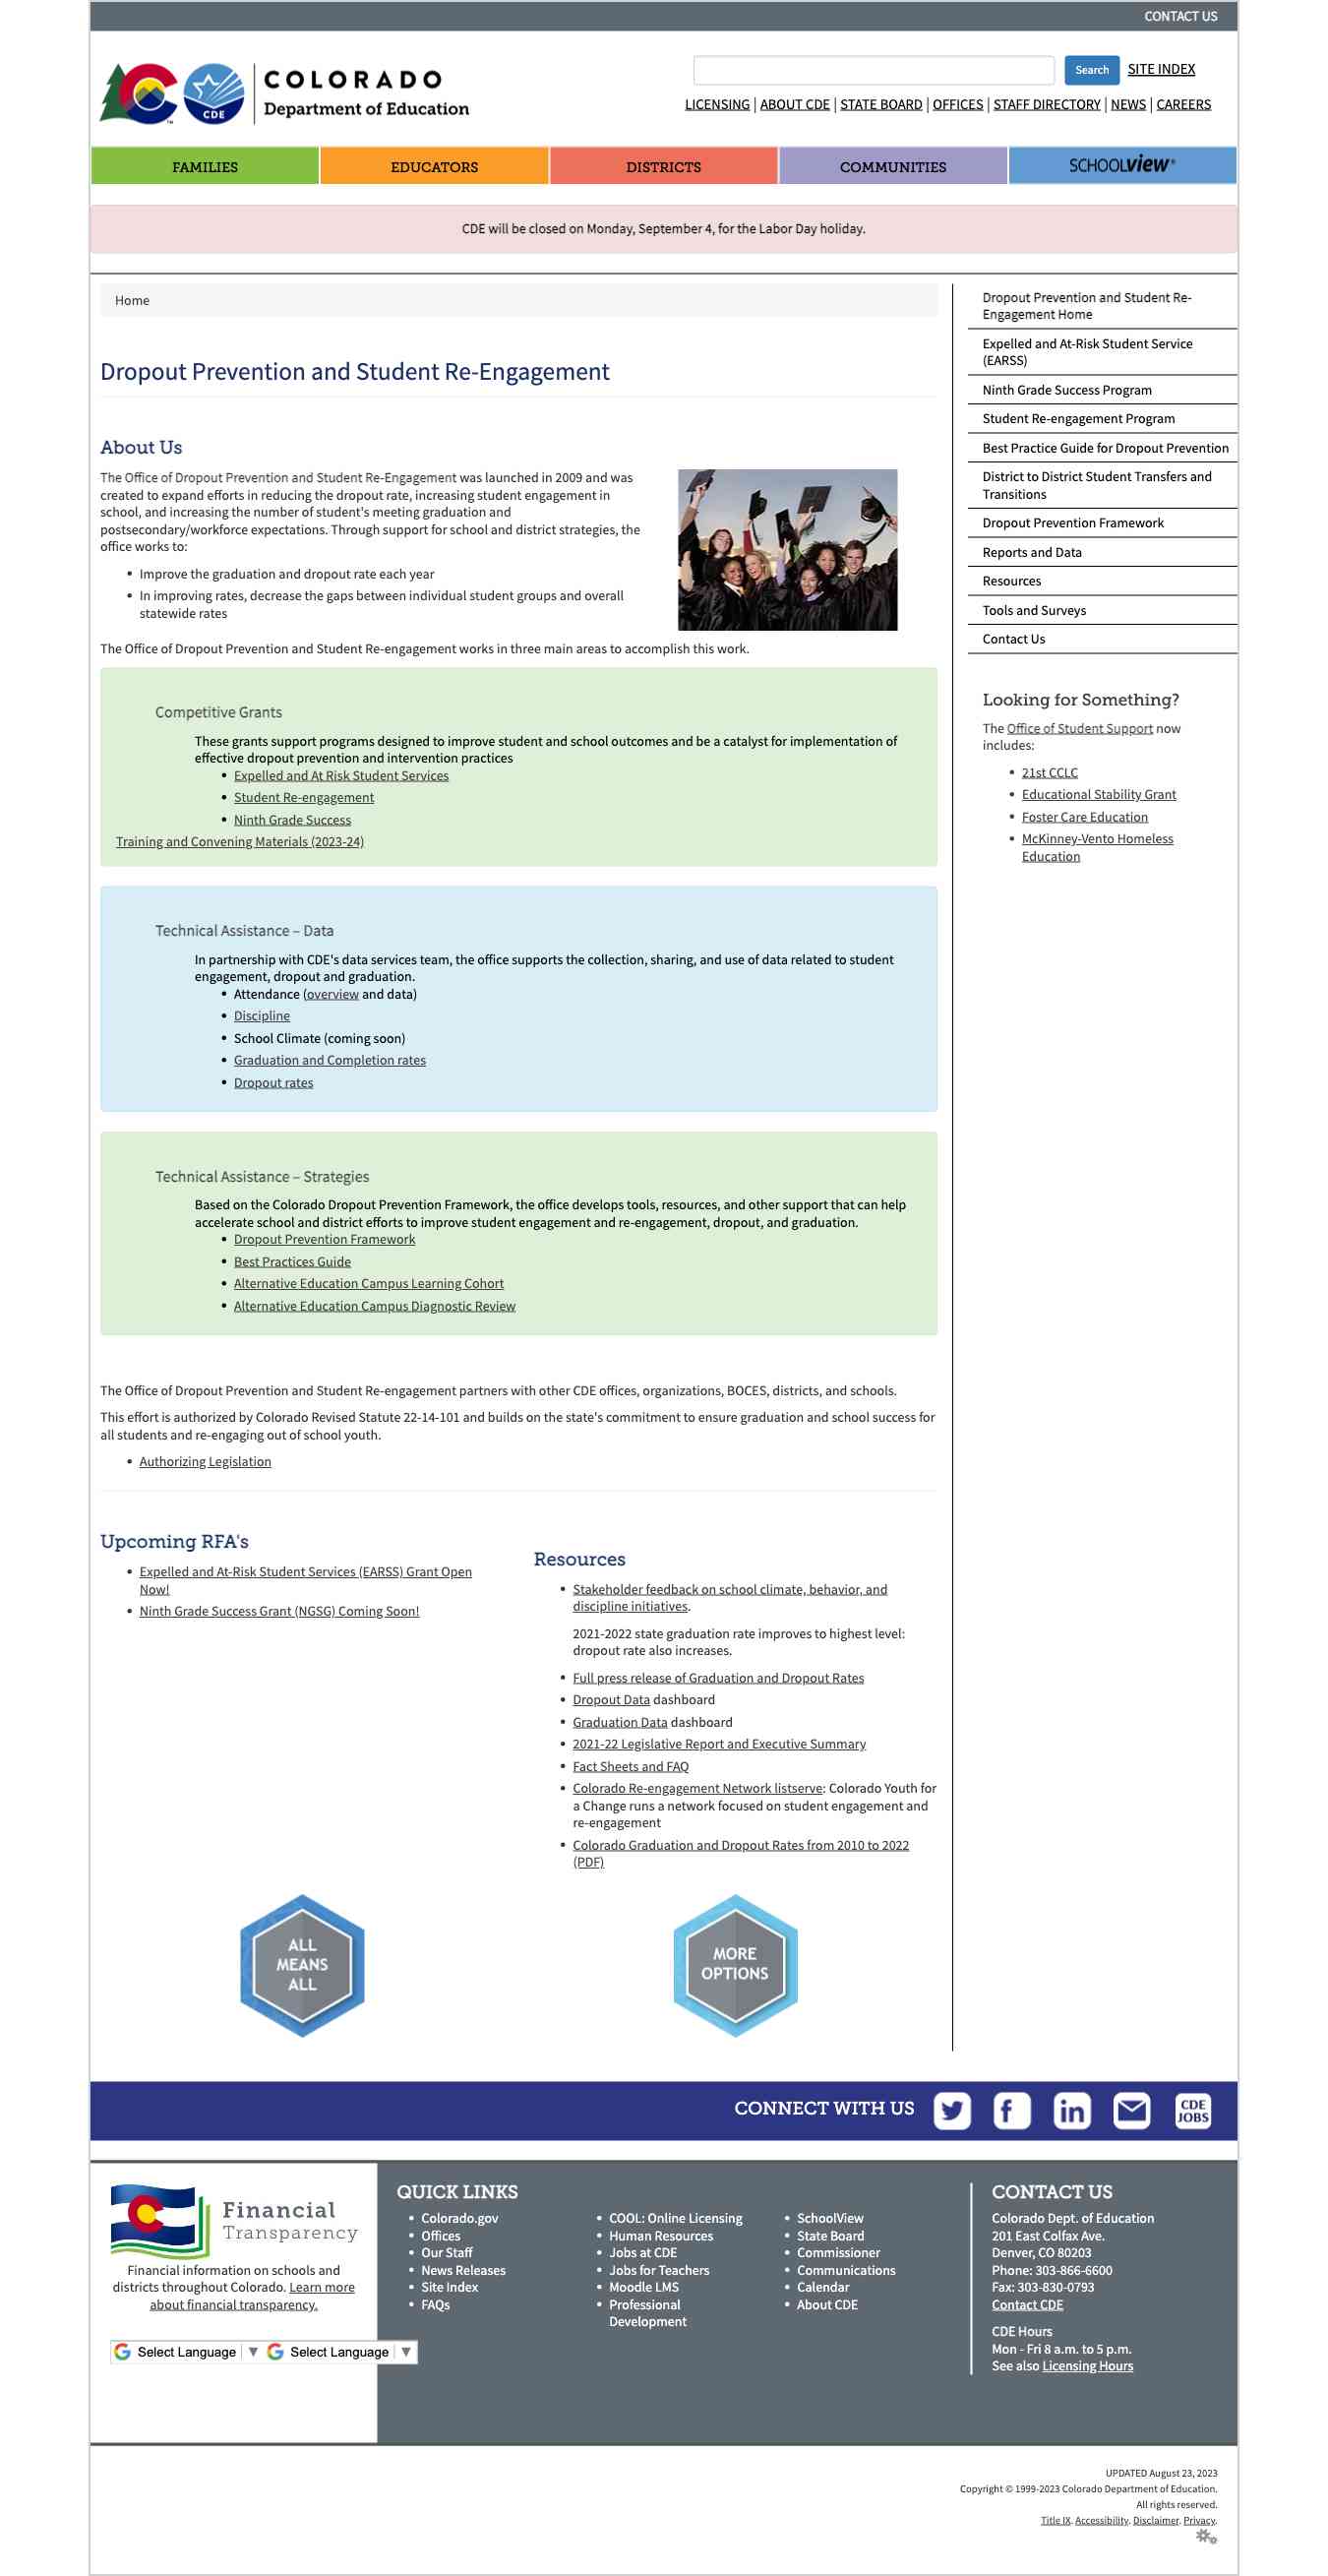 CONTACT US
COLORADO
Department of Education
CDE
TM
Search
SITE INDEX
LICENSING | ABOUT CDE | STATE BOARD | OFFICES | STAFF DIRECTORY | NEWS | CAREERS
FAMILIES
EDUCATORS
DISTRICTS
COMMUNITIES
SCHOOLVIEW®
CDE will be closed on Monday, September 4, for the Labor Day holiday.
Home
Dropout Prevention and Student Re-Engagement
About Us
The Office of Dropout Prevention and Student Re-Engagement was launched in 2009 and was
created to expand efforts in reducing the dropout rate, increasing student engagement in
school, and increasing the number of student's meeting graduation and
postsecondary/workforce expectations. Through support for school and district strategies, the
office works to:
• Improve the graduation and dropout rate each year
• In improving rates, decrease the gaps between individual student groups and overall
statewide rates
The Office of Dropout Prevention and Student Re-engagement works in three main areas to accomplish this work.
Competitive Grants
These grants support programs designed to improve student and school outcomes and be a catalyst for implementation of
effective dropout prevention and intervention practices
• Expelled and At Risk Student Services
• Student Re-engagement
• Ninth Grade Success
Training and Convening Materials (2023-24)
Technical Assistance – Data
In partnership with CDE's data services team, the office supports the collection, sharing, and use of data related to student
engagement, dropout and graduation.
• Attendance (overview and data)
• Discipline
• School Climate (coming soon)
• Graduation and Completion rates
• Dropout rates
Technical Assistance – Strategies
Based on the Colorado Dropout Prevention Framework, the office develops tools, resources, and other support that can help
accelerate school and district efforts to improve student engagement and re-engagement, dropout, and graduation.
• Dropout Prevention Framework
• Best Practices Guide
• Alternative Education Campus Learning Cohort
• Alternative Education Campus Diagnostic Review
The Office of Dropout Prevention and Student Re-engagement partners with other CDE offices, organizations, BOCES, districts, and schools.
This effort is authorized by Colorado Revised Statute 22-14-101 and builds on the state's commitment to ensure graduation and school success for
all students and re-engaging out of school youth.
• Authorizing Legislation
Upcoming RFA's
• Expelled and At-Risk Student Services (EARSS) Grant Open
Now!
• Ninth Grade Success Grant (NGSG) Coming Soon!
Resources
• Stakeholder feedback on school climate, behavior, and
discipline initiatives.
2021-2022 state graduation rate improves to highest level:
dropout rate also increases.
• Full press release of Graduation and Dropout Rates
• Dropout Data dashboard
• Graduation Data dashboard
• 2021-22 Legislative Report and Executive Summary
• Fact Sheets and FAQ
• Colorado Re-engagement Network listserve: Colorado Youth for
a Change runs a network focused on student engagement and
re-engagement
• Colorado Graduation and Dropout Rates from 2010 to 2022
(PDF)
ALL
MEANS
ALL
MORE
OPTIONS
Dropout Prevention and Student Re-
Engagement Home
Expelled and At-Risk Student Service
(EARSS)
Ninth Grade Success Program
Student Re-engagement Program
Best Practice Guide for Dropout Prevention
District to District Student Transfers and
Transitions
Dropout Prevention Framework
Reports and Data
Resources
Tools and Surveys
Contact Us
Looking for Something?
The Office of Student Support now
includes:
• 21st CCLC
• Educational Stability Grant
• Foster Care Education
• McKinney-Vento Homeless
Education
CONNECT WITH US
CDE
JOBS
Financial
Transparency
Financial information on schools and
districts throughout Colorado. Learn more
about financial transparency.
Select Language ▼
Select Language ▼
QUICK LINKS
• Colorado.gov
• Offices
• Our Staff
• News Releases
• Site Index
• FAQs
• COOL: Online Licensing
• Human Resources
• Jobs at CDE
• Jobs for Teachers
• Moodle LMS
• Professional
Development
• SchoolView
• State Board
• Commissioner
• Communications
• Calendar
• About CDE
CONTACT US
Colorado Dept. of Education
201 East Colfax Ave.
Denver, CO 80203
Phone: 303-866-6600
Fax: 303-830-0793
Contact CDE
CDE Hours
Mon - Fri 8 a.m. to 5 p.m.
See also Licensing Hours
UPDATED August 23, 2023
Copyright © 1999-2023 Colorado Department of Education.
All rights reserved.
Title IX. Accessibility. Disclaimer. Privacy.